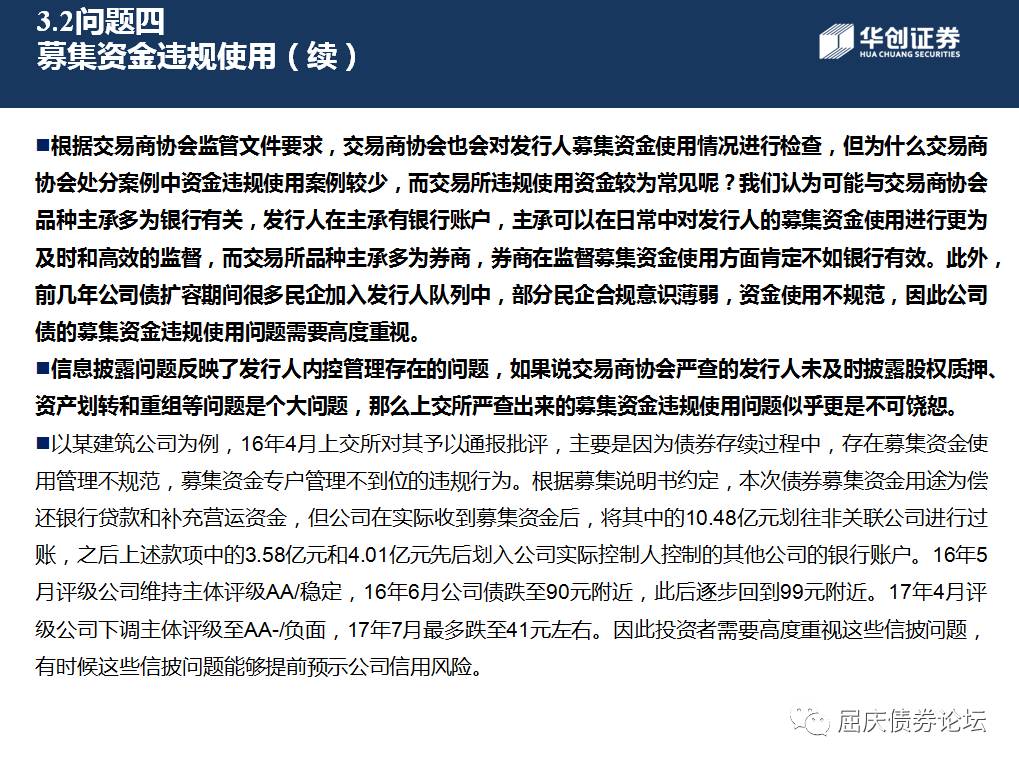 3.2问题四
募集资金违规使用（续）
华创证券
HUA CHUANG SECURITIES
■根据交易商协会监管文件要求，交易商协会也会对发行人募集资金使用情况进行检查，但为什么交易商
协会处分案例中资金违规使用案例较少，而交易所违规使用资金较为常见呢？我们认为可能与交易商协会
品种主承多为银行有关，发行人在主承有银行账户，主承可以在日常中对发行人的募集资金使用进行更为
及时和高效的监督，而交易所品种主承多为券商，券商在监督募集资金使用方面肯定不如银行有效。此外，
前几年公司债扩容期间很多民企加入发行人队列中，部分民企合规意识薄弱，资金使用不规范，因此公司
债的募集资金违规使用问题需要高度重视。
■信息披露问题反映了发行人内控管理存在的问题，如果说交易商协会严查的发行人未及时披露股权质押、
资产划转和重组等问题是个大问题，那么上交所严查出来的募集资金违规使用问题似乎更是不可饶恕。
■以某建筑公司为例，16年4月上交所对其予以通报批评，主要是因为债券存续过程中，存在募集资金使
用管理不规范，募集资金专户管理不到位的违规行为。根据募集说明书约定，本次债券募集资金用途为偿
还银行贷款和补充营运资金，但公司在实际收到募集资金后，将其中的10.48亿元划往非关联公司进行过
账，之后上述款项中的3.58亿元和4.01亿元先后划入公司实际控制人控制的其他公司的银行账户。16年5
月评级公司维持主体评级AA/稳定，16年6月公司债跌至90元附近，此后逐步回到99元附近。17年4月评
级公司下调主体评级至AA-/负面，17年7月最多跌至41元左右。因此投资者需要高度重视这些信披问题，
有时候这些信披问题能够提前预示公司信用风险。
屈庆债券论坛